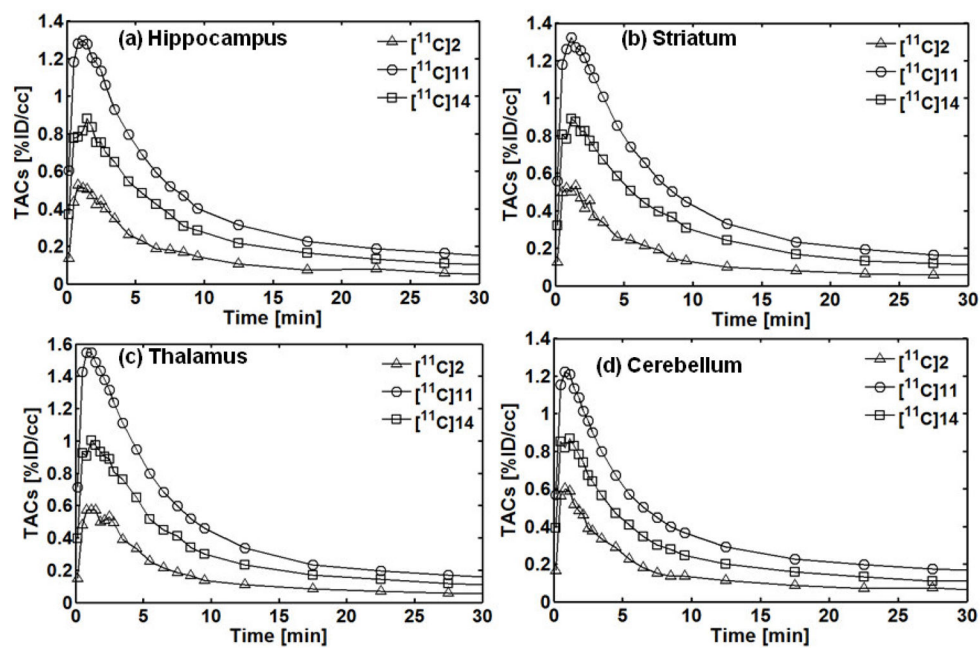 (a) Hippocampus
[¹¹C]2
[¹¹C]11
[¹¹C]14
TACs [%ID/cc]
1.4
1.2
1
0.8
0.6
0.4
0.2
0
0 5 10 15 20 25 30
Time [min]
(b) Striatum
[¹¹C]2
[¹¹C]11
[¹¹C]14
TACs [%ID/cc]
1.4
1.2
1
0.8
0.6
0.4
0.2
0
0 5 10 15 20 25 30
Time [min]
(c) Thalamus
[¹¹C]2
[¹¹C]11
[¹¹C]14
TACs [%ID/cc]
1.6
1.4
1.2
1
0.8
0.6
0.4
0.2
0
0 5 10 15 20 25 30
Time [min]
(d) Cerebellum
[¹¹C]2
[¹¹C]11
[¹¹C]14
TACs [%ID/cc]
1.4
1.2
1
0.8
0.6
0.4
0.2
0
0 5 10 15 20 25 30
Time [min]